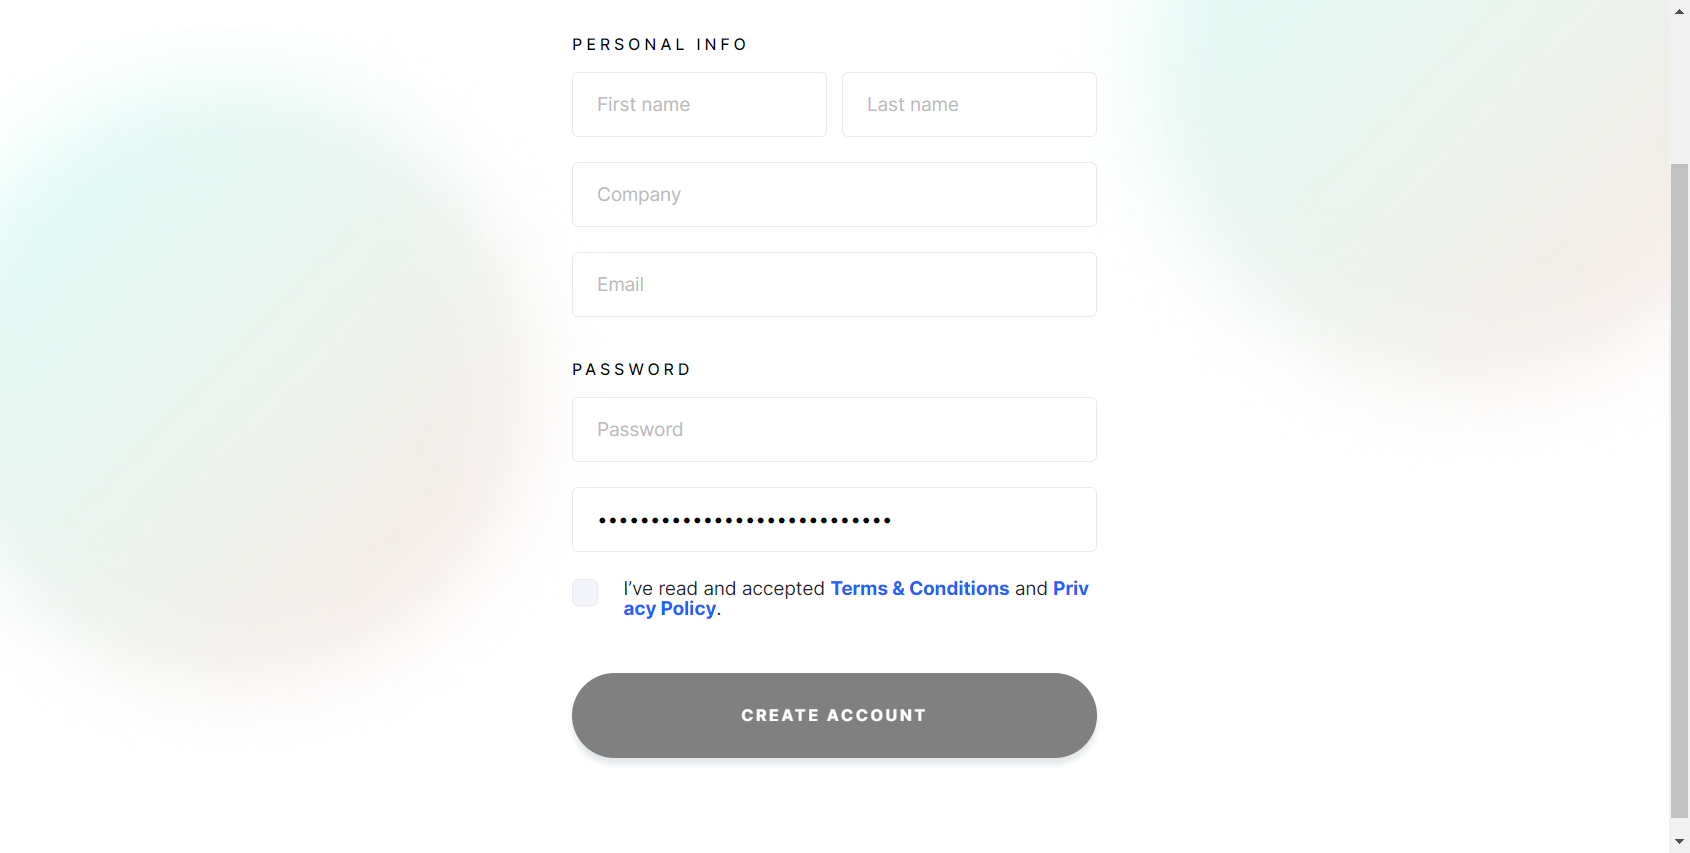 PERSONAL INFO
First name
Last name
Company
Email
PASSWORD
Password
••••••••••••••••••••••••••••
I’ve read and accepted Terms & Conditions and Priv
acy Policy.
CREATE ACCOUNT